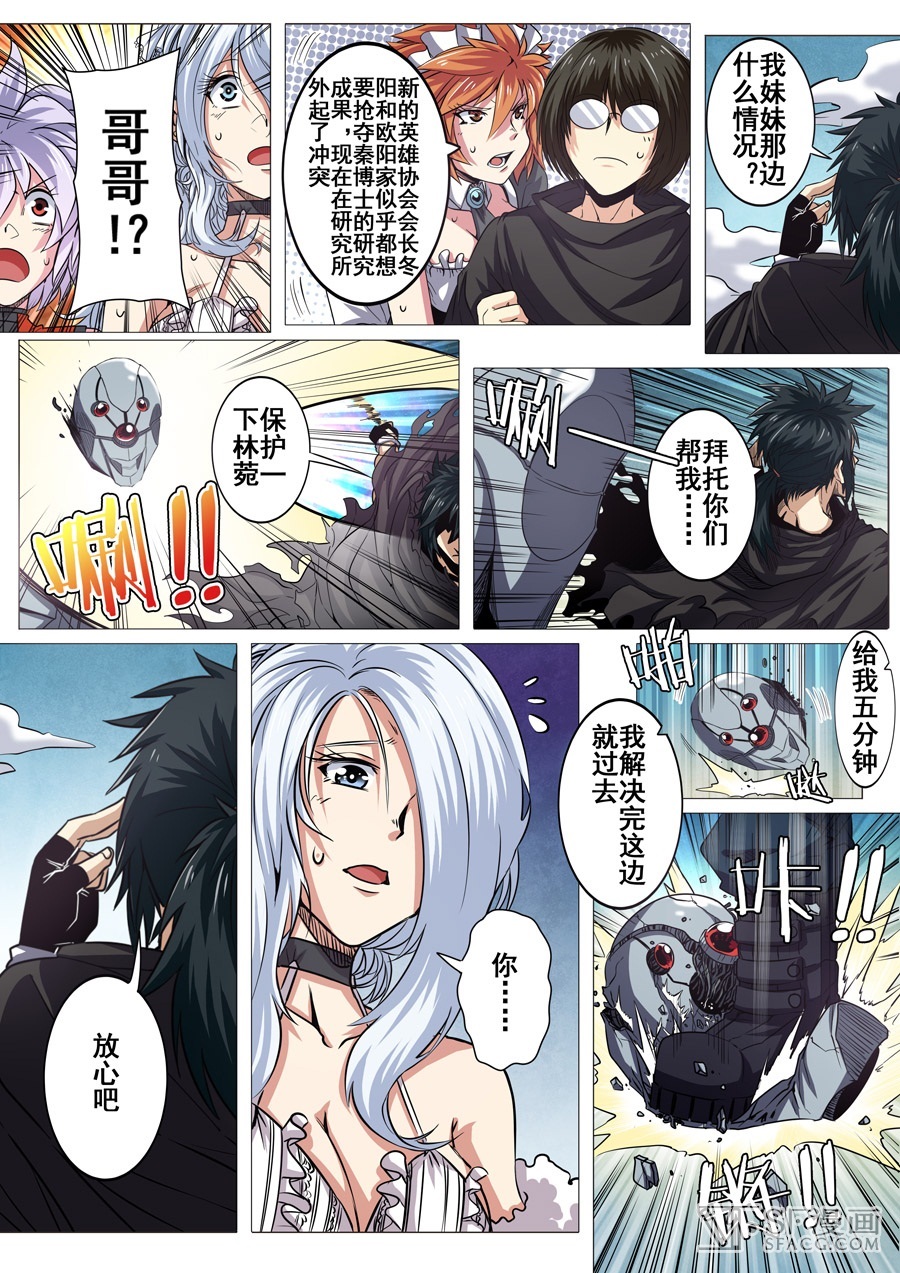 我妹妹那边
什么情况？
新的英雄协会会长冬
阳和欧阳家似乎都想
要抢夺秦博士的研究
成果，现在在研究所
外起了冲突
哥哥!?
唰
拜托你们
帮我……
保护一
下林菀
唰!!
给我五分钟
啪
我解决完这边
就过去
咔!!
你……
放心吧
SF漫画
SFACG.COM